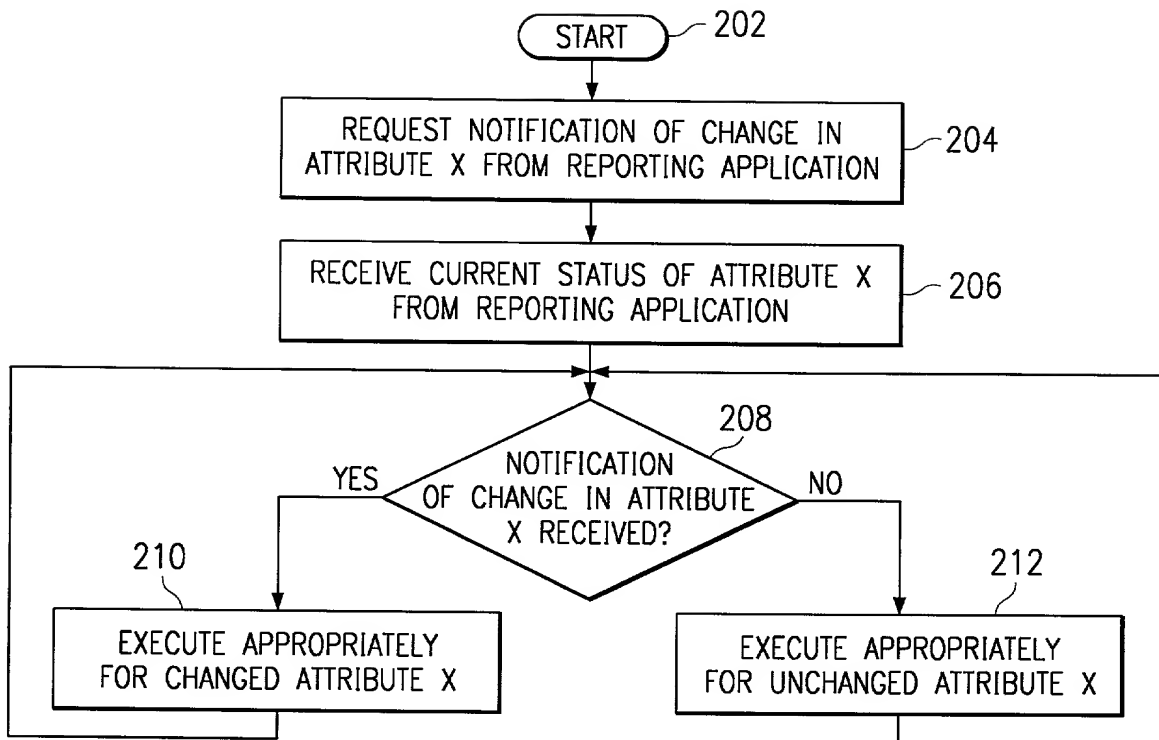 START
202
REQUEST NOTIFICATION OF CHANGE IN
ATTRIBUTE X FROM REPORTING APPLICATION
204
RECEIVE CURRENT STATUS OF ATTRIBUTE X
FROM REPORTING APPLICATION
206
208
NOTIFICATION
OF CHANGE IN ATTRIBUTE
X RECEIVED?
YES
NO
210
EXECUTE APPROPRIATELY
FOR CHANGED ATTRIBUTE X
212
EXECUTE APPROPRIATELY
FOR UNCHANGED ATTRIBUTE X